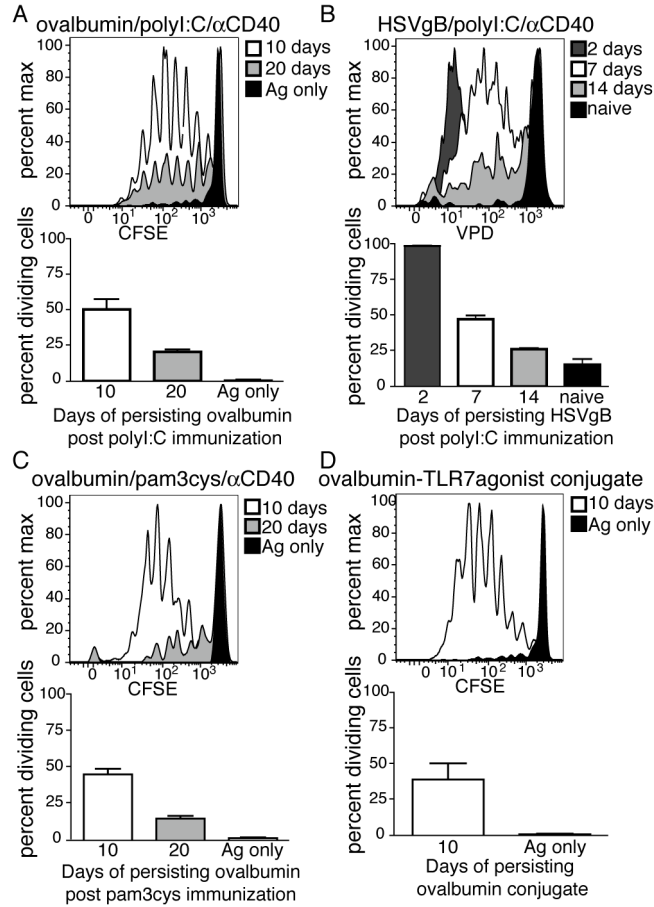 A
ovalbumin/polyI:C/αCD40
10 days
20 days
Ag only
percent max
100
80
60
40
20
0
0 10¹ 10² 10³
CFSE
percent dividing cells
100
75
50
25
0
10 20 Ag only
Days of persisting ovalbumin
post polyI:C immunization
B
HSVgB/polyI:C/αCD40
2 days
7 days
14 days
naive
percent max
100
80
60
40
20
0
0 10¹ 10² 10³
VPD
percent dividing cells
100
75
50
25
0
2 7 14 naive
Days of persisting HSVgB
post polyI:C immunization
C
ovalbumin/pam3cys/αCD40
10 days
20 days
Ag only
percent max
100
80
60
40
20
0
0 10¹ 10² 10³
CFSE
percent dividing cells
100
75
50
25
0
10 20 Ag only
Days of persisting ovalbumin
post pam3cys immunization
D
ovalbumin-TLR7agonist conjugate
10 days
Ag only
percent max
100
80
60
40
20
0
0 10¹ 10² 10³
CFSE
percent dividing cells
100
75
50
25
0
10 Ag only
Days of persisting
ovalbumin conjugate